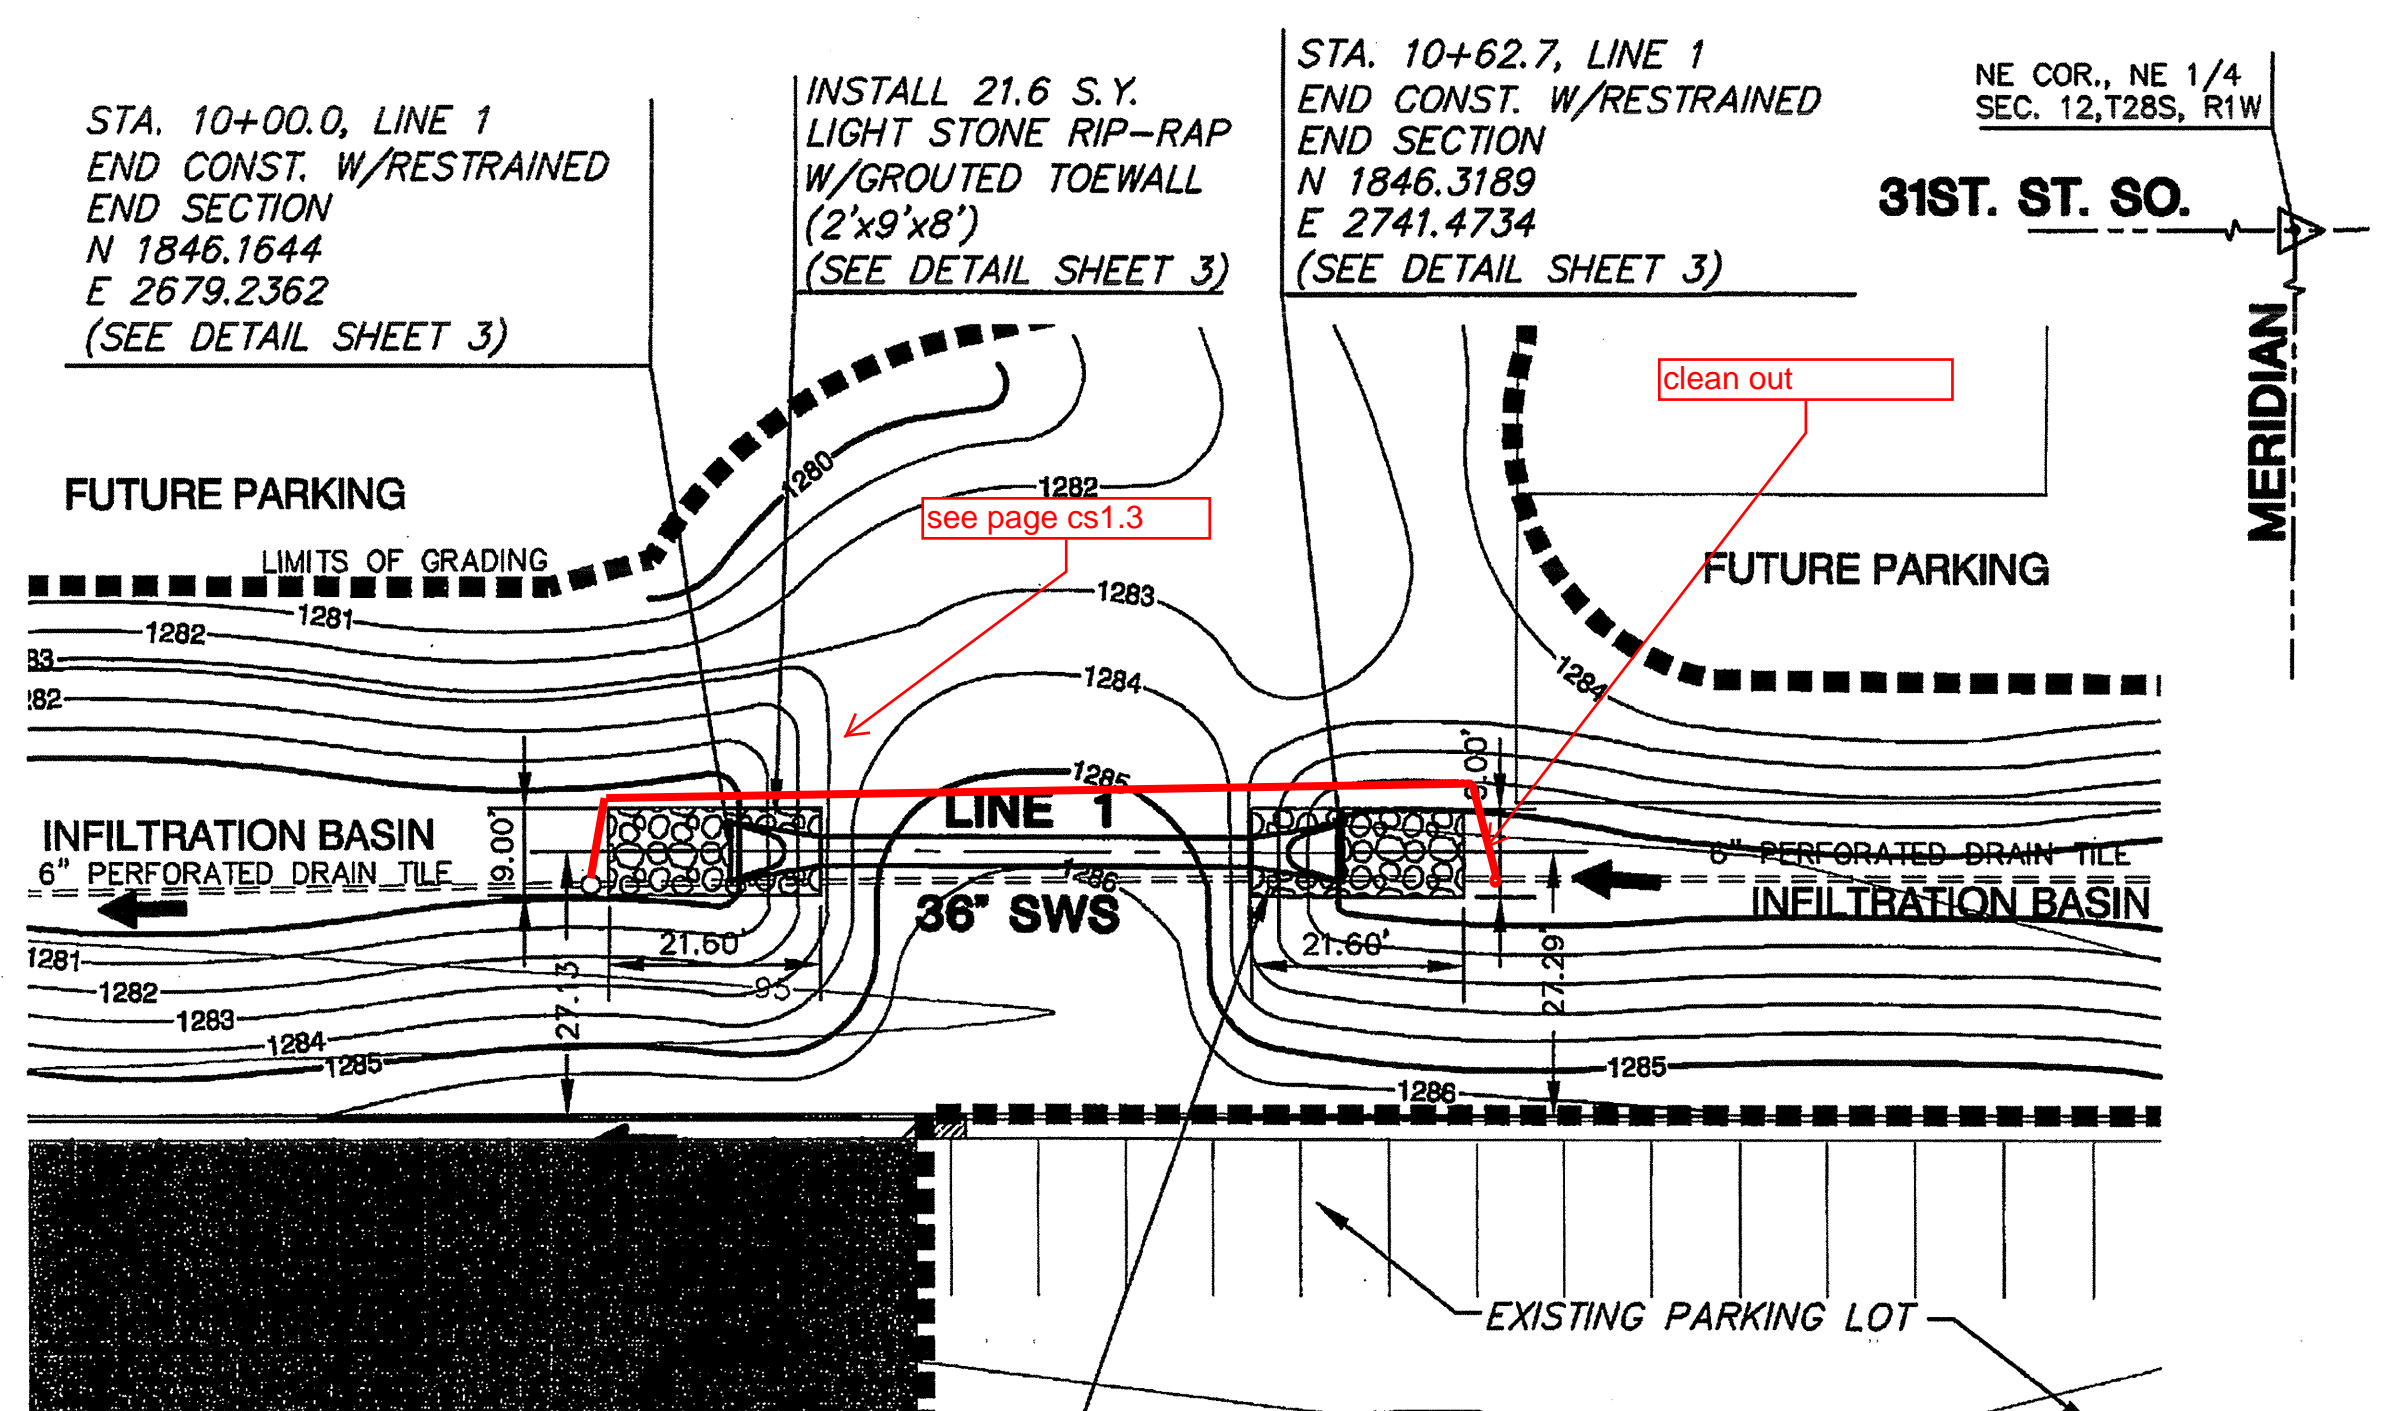 STA. 10+00.0, LINE 1
END CONST. W/RESTRAINED
END SECTION
N 1846.1644
E 2679.2362
(SEE DETAIL SHEET 3)
INSTALL 21.6 S.Y.
LIGHT STONE RIP-RAP
W/GROUTED TOEWALL
(2'x9'x8')
(SEE DETAIL SHEET 3)
STA. 10+62.7, LINE 1
END CONST. W/RESTRAINED
END SECTION
N 1846.3189
E 2741.4734
(SEE DETAIL SHEET 3)
NE COR., NE 1/4
SEC. 12,T28S, R1W
31ST. ST. SO.
MERIDIAN
clean out
FUTURE PARKING
1280
1282
see page cs1.3
LIMITS OF GRADING
FUTURE PARKING
1281
1282
1283
83
282
1284
1284
1285
LINE 1
36" SWS
1286
INFILTRATION BASIN
6" PERFORATED DRAIN TILE
9.00'
.00'
6" PERFORATED DRAIN TILE
INFILTRATION BASIN
21.60'
21.60'
27.13'
27.29'
95
1281
1282
1283
1284
1285
1285
1286
EXISTING PARKING LOT